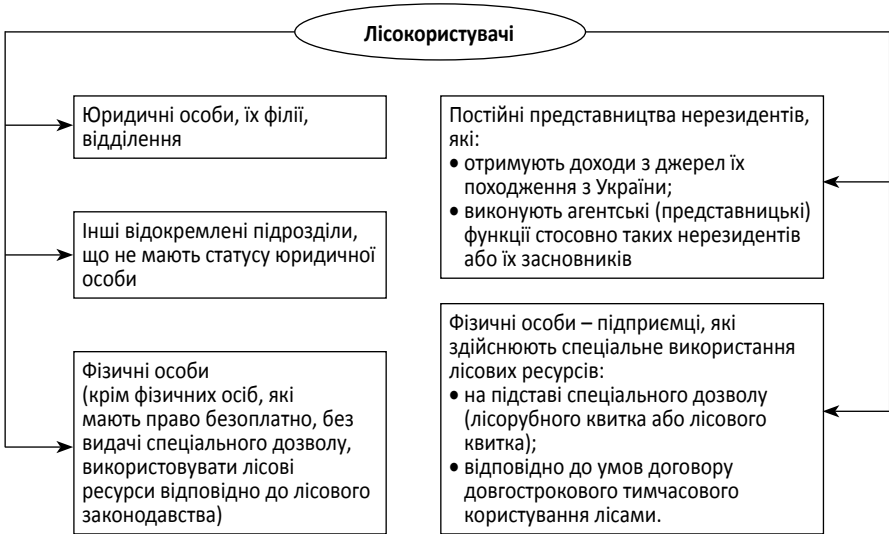 Лісокористувачі
Юридичні особи, їх філії,
відділення
Інші відокремлені підрозділи,
що не мають статусу юридичної
особи
Фізичні особи
(крім фізичних осіб, які
мають право безоплатно, без
видачі спеціального дозволу,
використовувати лісові
ресурси відповідно до лісового
законодавства)
Постійні представництва нерезидентів,
які:
• отримують доходи з джерел їх
походження з України;
• виконують агентські (представницькі)
функції стосовно таких нерезидентів
або їх засновників
Фізичні особи – підприємці, які
здійснюють спеціальне використання
лісових ресурсів:
• на підставі спеціального дозволу
(лісорубного квитка або лісового
квитка);
• відповідно до умов договору
довгострокового тимчасового
користування лісами.